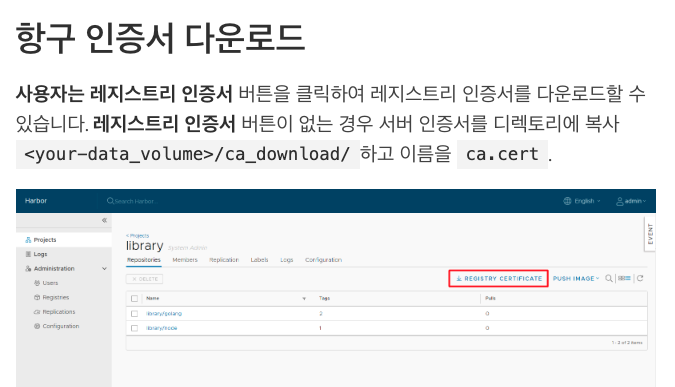 항구 인증서 다운로드
사용자는 레지스트리 인증서 버튼을 클릭하여 레지스트리 인증서를 다운로드할 수
있습니다. 레지스트리 인증서 버튼이 없는 경우 서버 인증서를 디렉토리에 복사
<your-data_volume>/ca_download/ 하고 이름을 ca.cert .
Harbor
Search Harbor...
English
admin
«
EVENT
Projects
Logs
Administration
Users
Registries
Replications
Configuration
< Projects
library System Admin
Repositories Members Replication Labels Logs Configuration
× DELETE
REGISTRY CERTIFICATE
PUSH IMAGE
Name Tags Pulls
library/golang 2 0
library/node 1 0
1 - 2 of 2 items